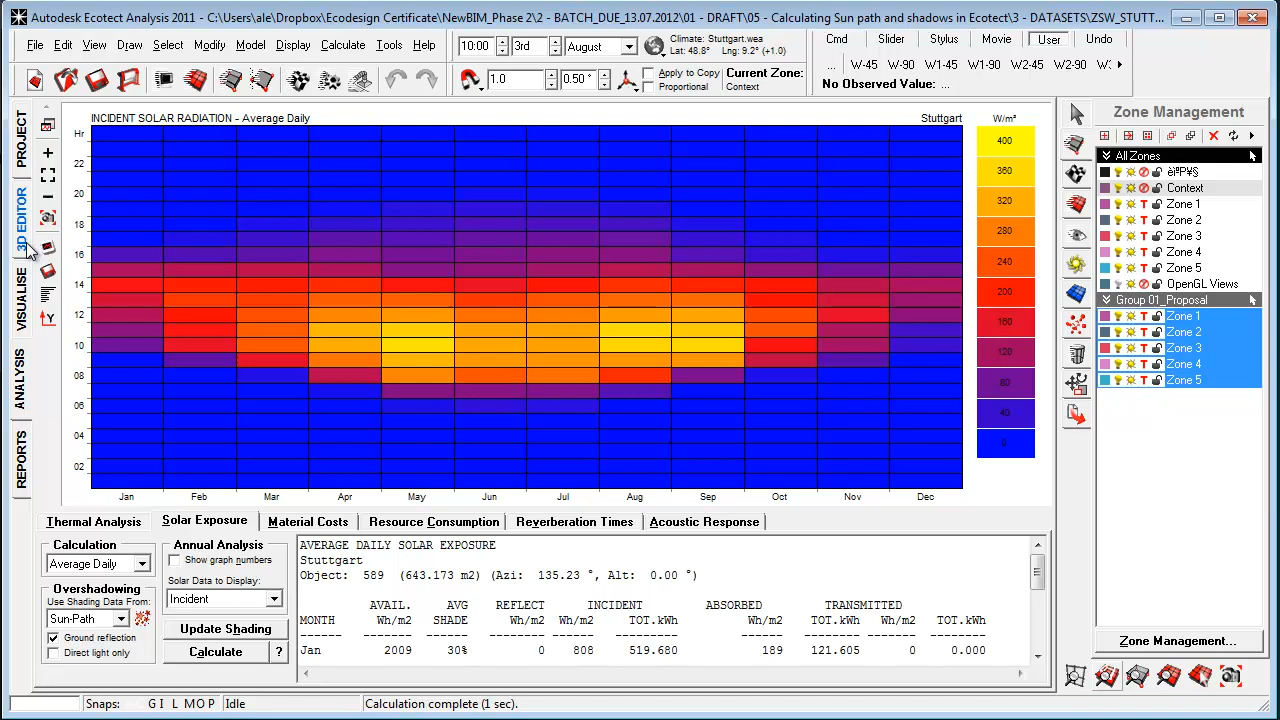 Autodesk Ecotect Analysis 2011 - C:\Users\ale\Dropbox\Ecodesign Certificate\NewBIM_Phase 2\2 - BATCH_DUE_13.07.2012\01 - DRAFT\05 - Calculating Sun path and shadows in Ecotect\3 - DATASETS\ZSW_STUTT...
File Edit View Draw Select Modify Model Display Calculate Tools Help
10:00 3rd August
Climate: Stuttgart.wea
Lat: 48.8° Lng: 9.2° (+1.0)
Cmd Slider Stylus Movie User Undo
... W-45 W-90 W1-45 W1-90 W2-45 W2-90
1.0 0.50 °
Apply to Copy
Proportional
Current Zone:
Context
No Observed Value: ...
PROJECT
3D EDITOR
VISUALISE
ANALYSIS
REPORTS
INCIDENT SOLAR RADIATION - Average Daily Stuttgart W/m²
Hr
22
20
18
16
14
12
10
08
06
04
02
Jan Feb Mar Apr May Jun Jul Aug Sep Oct Nov Dec
400
360
320
280
240
200
160
120
80
40
0
Thermal Analysis Solar Exposure Material Costs Resource Consumption Reverberation Times Acoustic Response
Calculation
Average Daily
Overshadowing
Use Shading Data From:
Sun-Path
Ground reflection
Direct light only
Annual Analysis
Show graph numbers
Solar Data to Display:
Incident
Update Shading
Calculate ?
AVERAGE DAILY SOLAR EXPOSURE
Stuttgart
Object: 589 (643.173 m2) (Azi: 135.23 °, Alt: 0.00 °)
AVAIL. AVG REFLECT INCIDENT ABSORBED TRANSMITTED
MONTH Wh/m2 SHADE Wh/m2 Wh/m2 TOT.kWh Wh/m2 TOT.kWh Wh/m2 TOT.kWh
------ ------- ------ ------ ------ ------- ------ ------- ------ -------
Jan 2009 30% 0 808 519.680 189 121.605 0 0.000
Zone Management
All Zones
Context
Zone 1
Zone 2
Zone 3
Zone 4
Zone 5
OpenGL Views
Group 01_Proposal
Zone 1
Zone 2
Zone 3
Zone 4
Zone 5
Zone Management...
Snaps: G I L M O P Idle Calculation complete (1 sec).